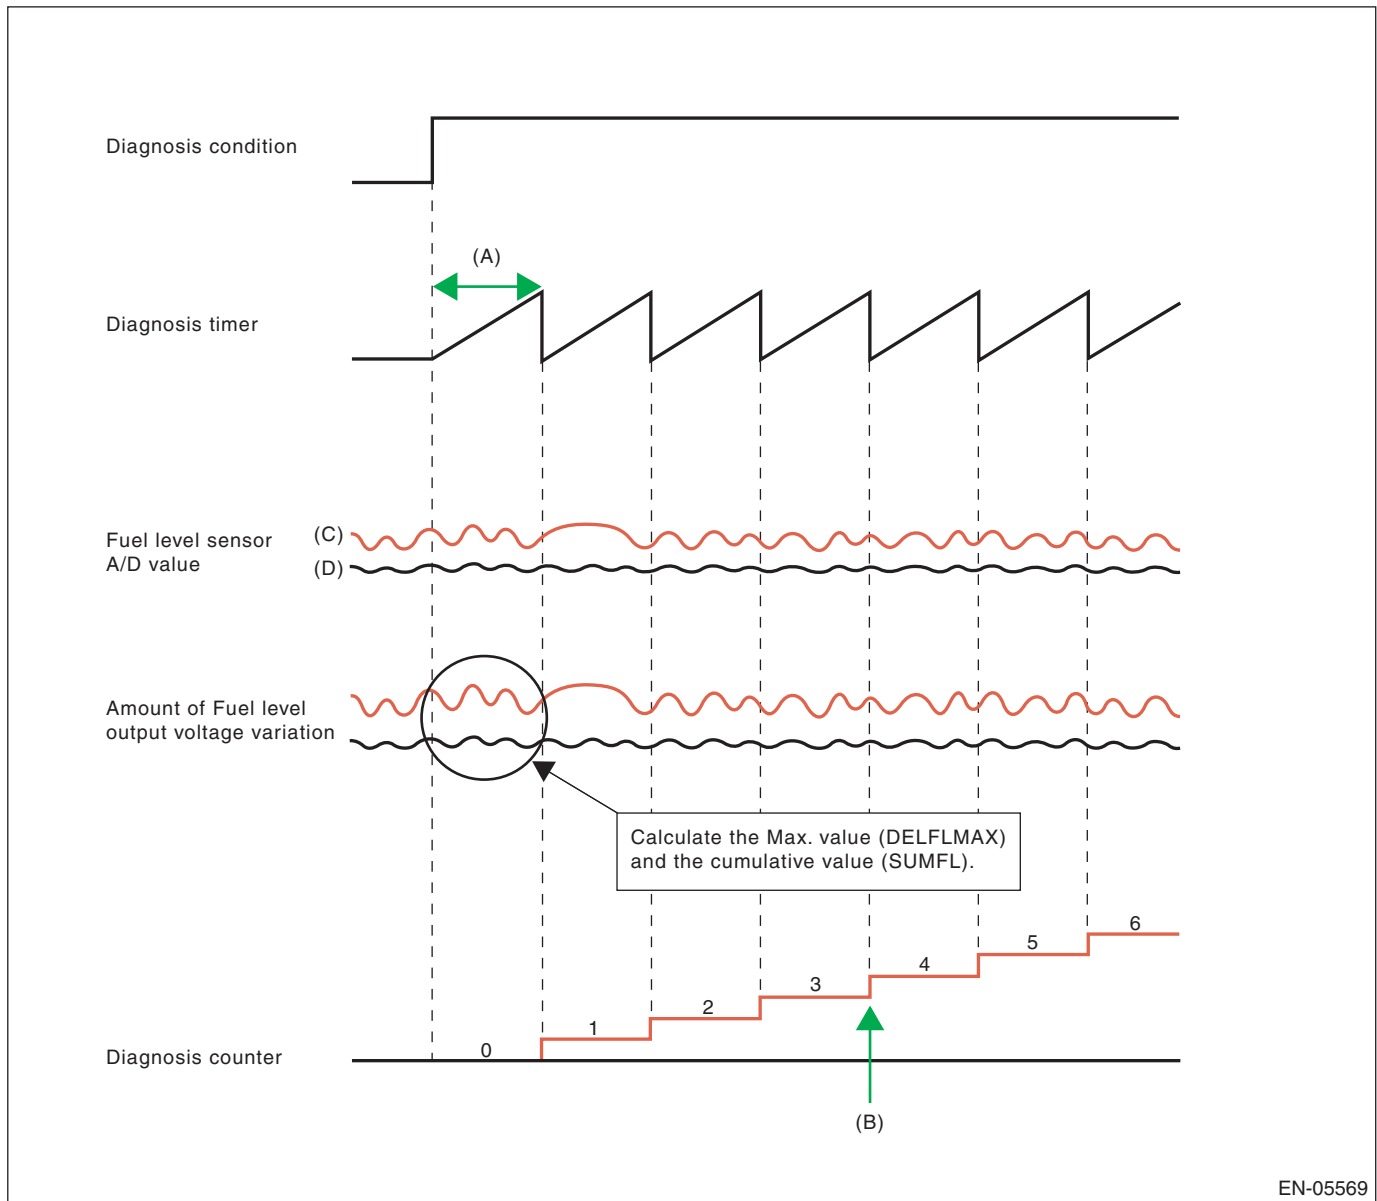 Diagnosis condition
(A)
Diagnosis timer
Fuel level sensor
A/D value
(C)
(D)
Amount of Fuel level
output voltage variation
Calculate the Max. value (DELFLMAX)
and the cumulative value (SUMFL).
Diagnosis counter
0
1
2
3
4
5
6
(B)
EN-05569